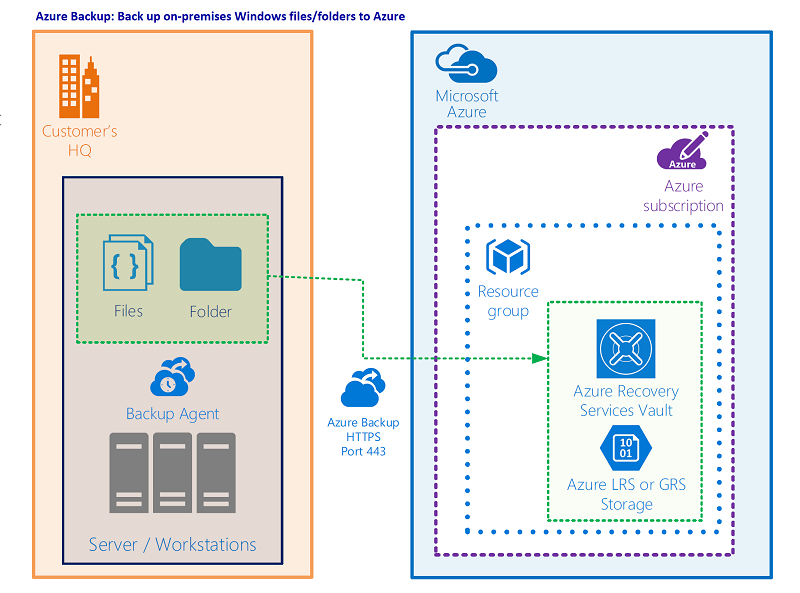 Azure Backup: Back up on-premises Windows files/folders to Azure
Customer's
HQ
Files
Folder
Backup Agent
Server / Workstations
Azure Backup
HTTPS
Port 443
Microsoft
Azure
Azure
Azure
subscription
Resource
group
Azure Recovery
Services Vault
10
01
Azure LRS or GRS
Storage